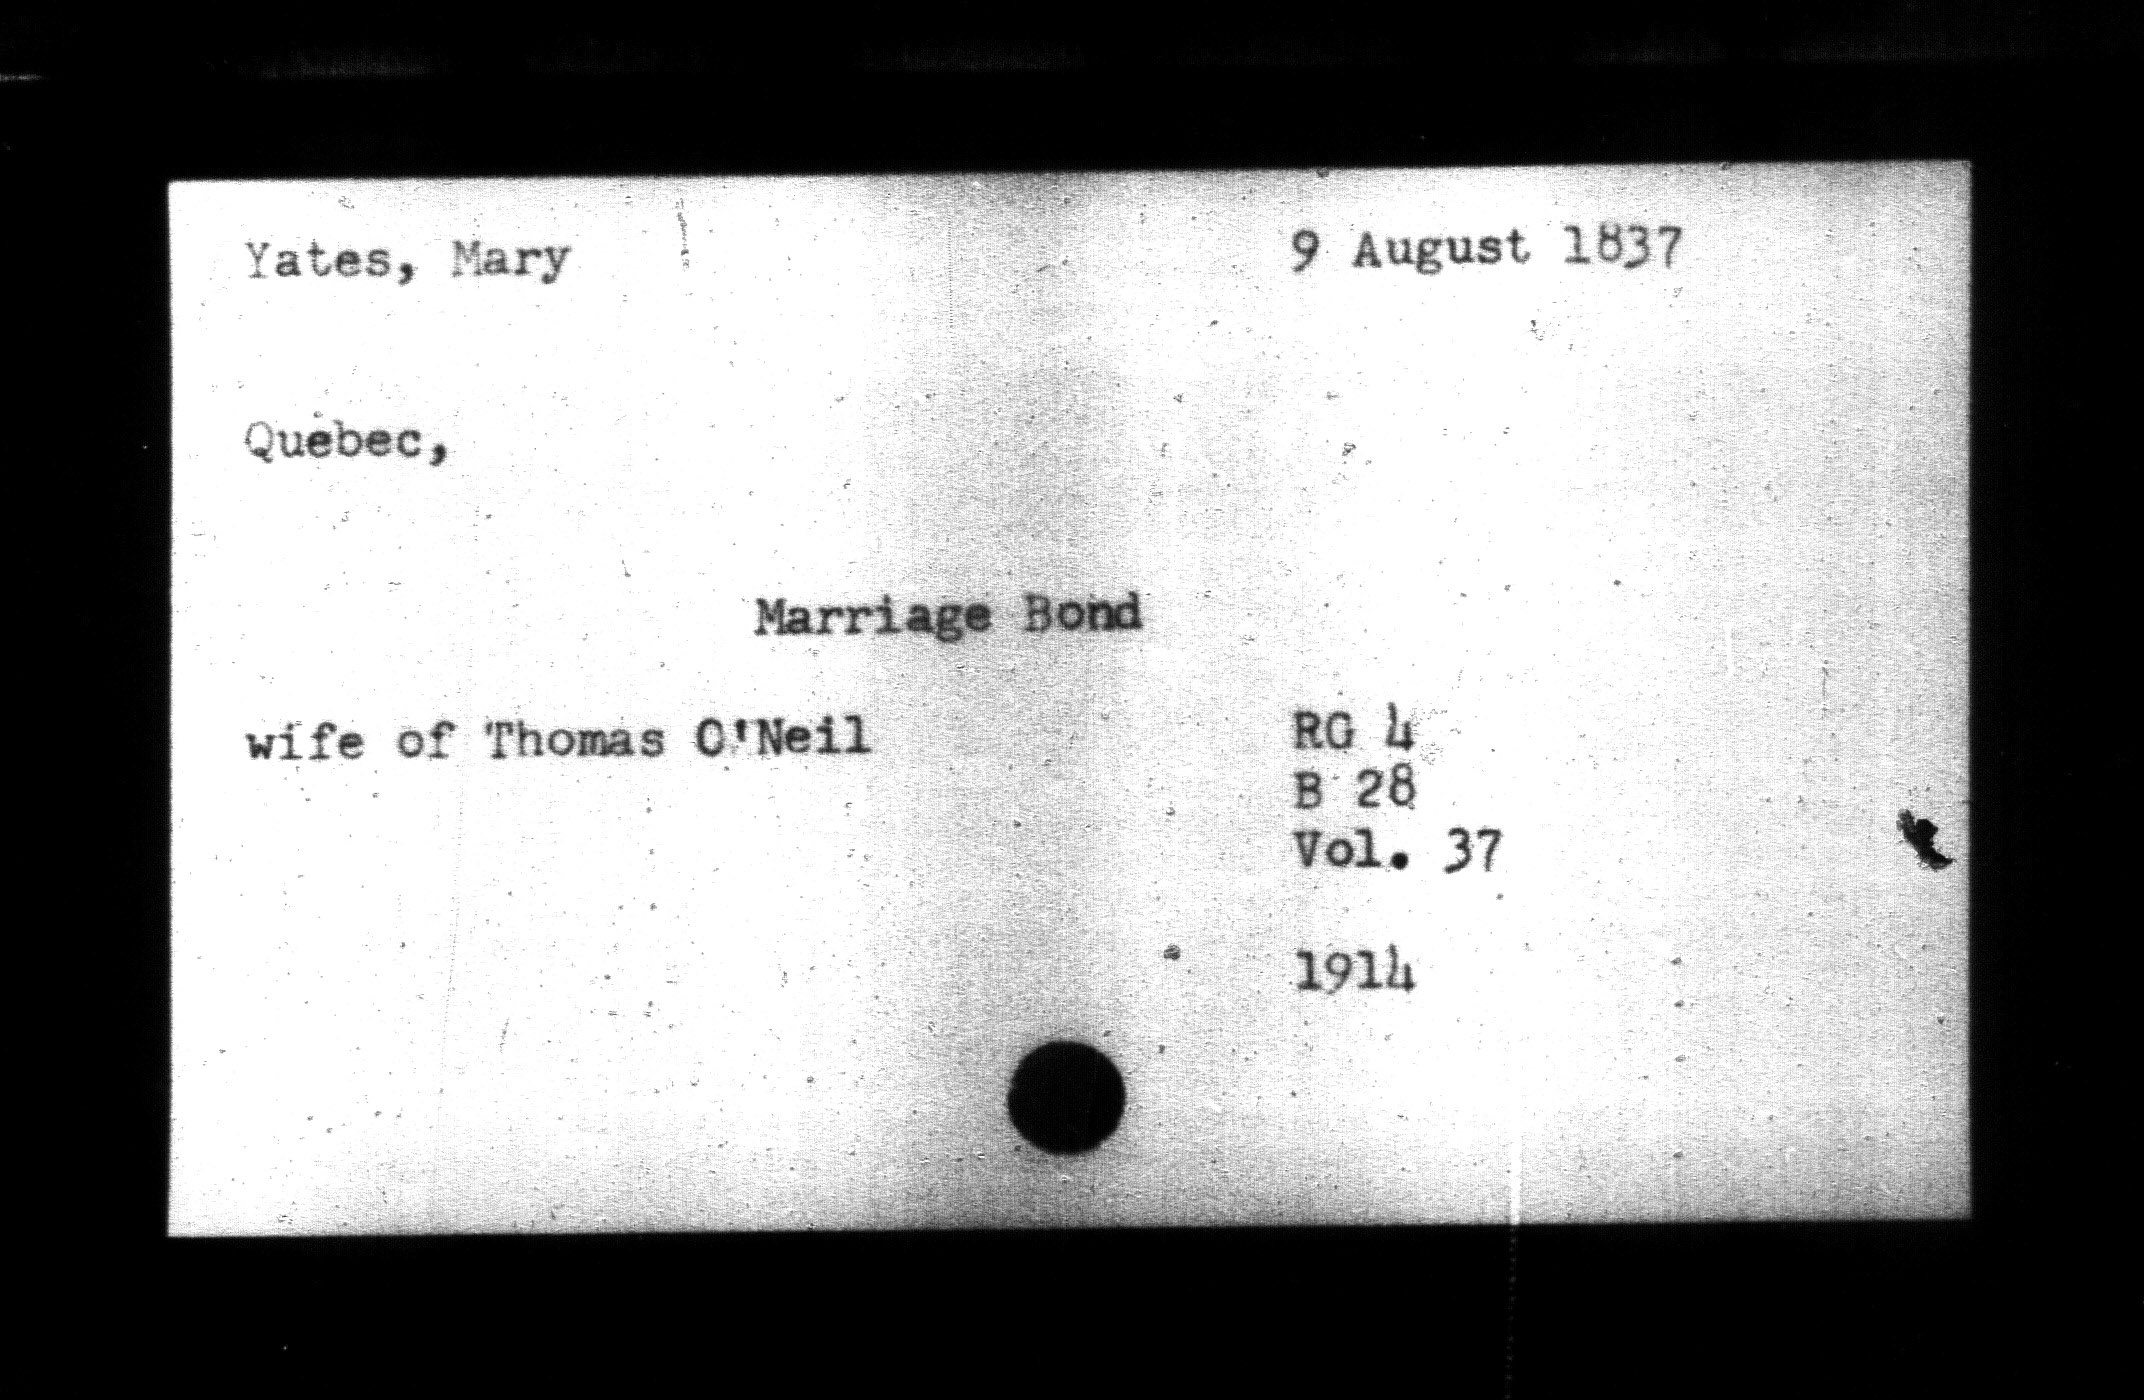 Yates, Mary 9 August 1837
Quebec,
Marriage Bond
wife of Thomas O'Neil RG 4
B 28
Vol. 37
1914